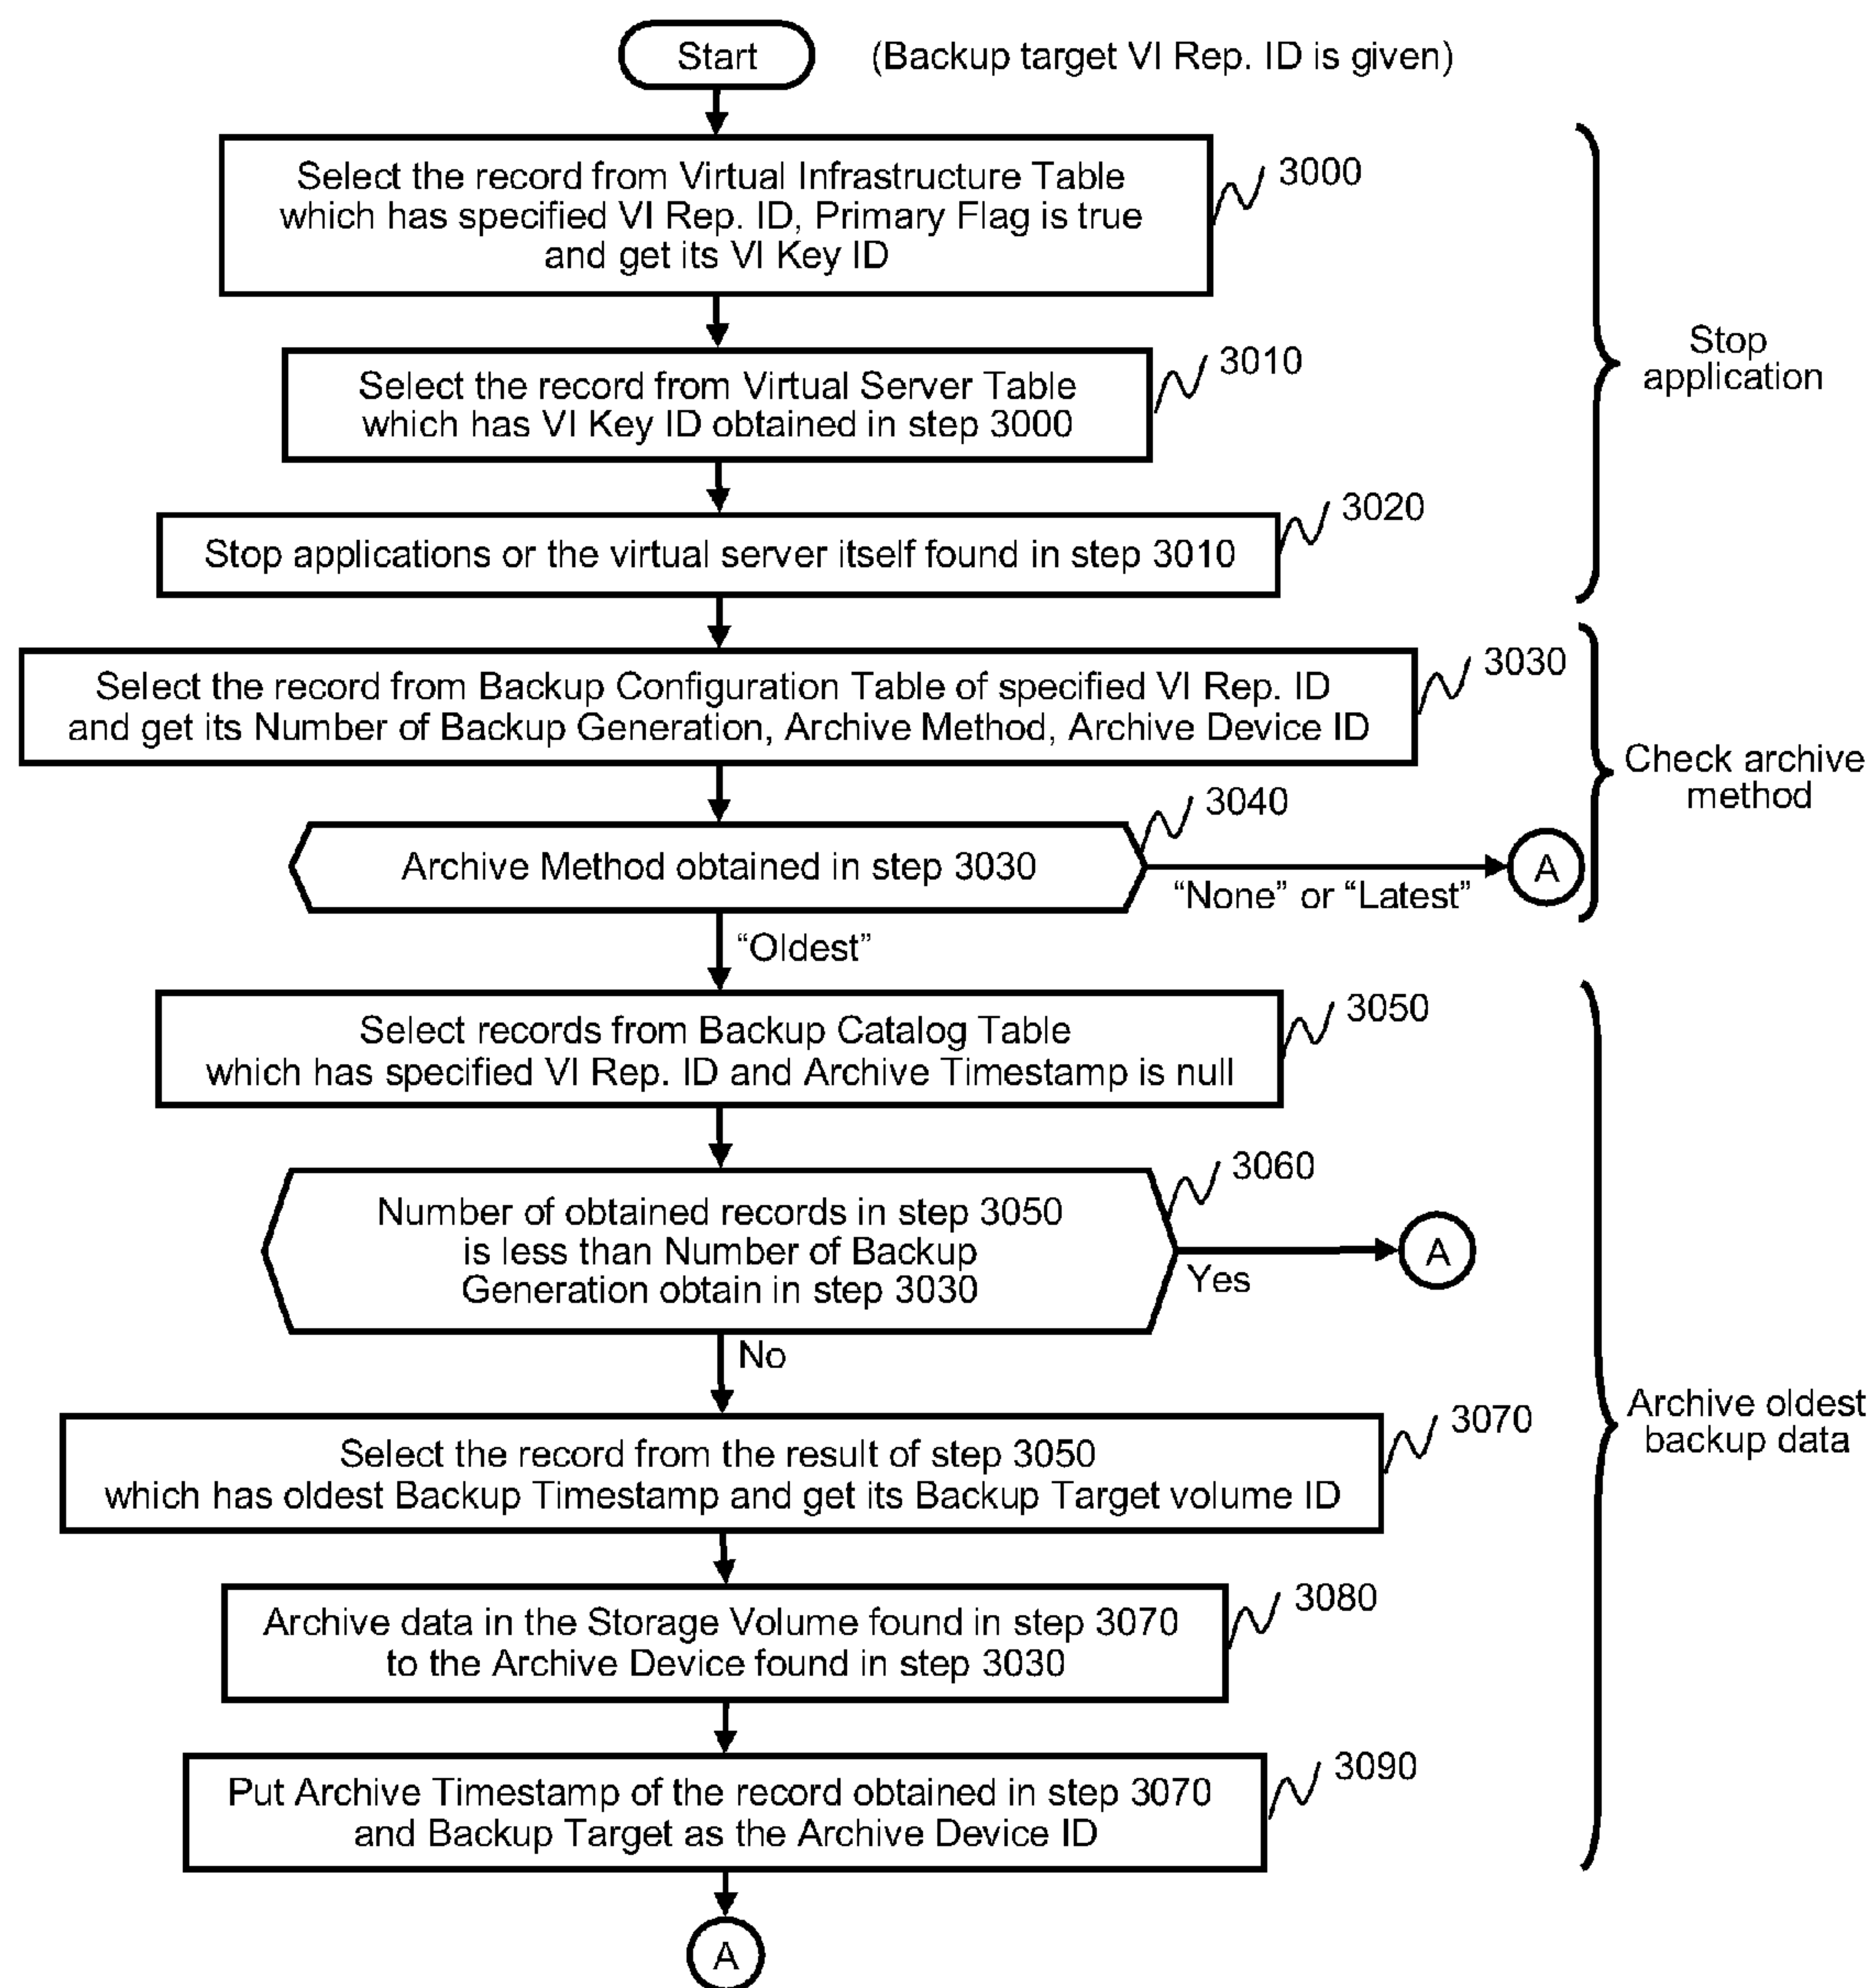 Start
(Backup target VI Rep. ID is given)
Select the record from Virtual Infrastructure Table
which has specified VI Rep. ID, Primary Flag is true
and get its VI Key ID
3000
Select the record from Virtual Server Table
which has VI Key ID obtained in step 3000
3010
Stop
application
Stop applications or the virtual server itself found in step 3010
3020
Select the record from Backup Configuration Table of specified VI Rep. ID
and get its Number of Backup Generation, Archive Method, Archive Device ID
3030
Check archive
method
Archive Method obtained in step 3030
3040
"None" or "Latest"
A
"Oldest"
Select records from Backup Catalog Table
which has specified VI Rep. ID and Archive Timestamp is null
3050
Number of obtained records in step 3050
is less than Number of Backup
Generation obtain in step 3030
3060
Yes
A
No
Select the record from the result of step 3050
which has oldest Backup Timestamp and get its Backup Target volume ID
3070
Archive oldest
backup data
Archive data in the Storage Volume found in step 3070
to the Archive Device found in step 3030
3080
Put Archive Timestamp of the record obtained in step 3070
and Backup Target as the Archive Device ID
3090
A